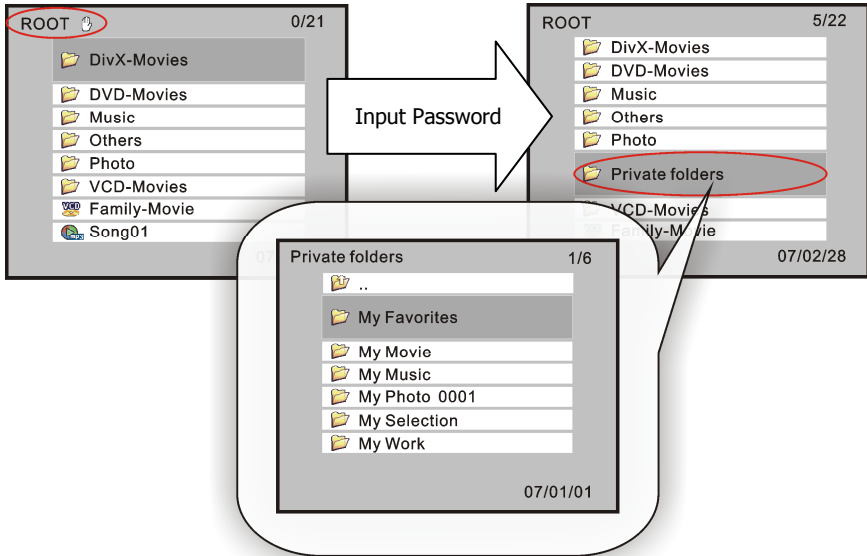 ROOT 0/21
DivX-Movies
DVD-Movies
Music
Others
Photo
VCD-Movies
VCD Family-Movie
Song01
07
Input Password
ROOT 5/22
DivX-Movies
DVD-Movies
Music
Others
Photo
Private folders
VCD-Movies
Family-Movie
07/02/28
Private folders 1/6
..
My Favorites
My Movie
My Music
My Photo 0001
My Selection
My Work
07/01/01